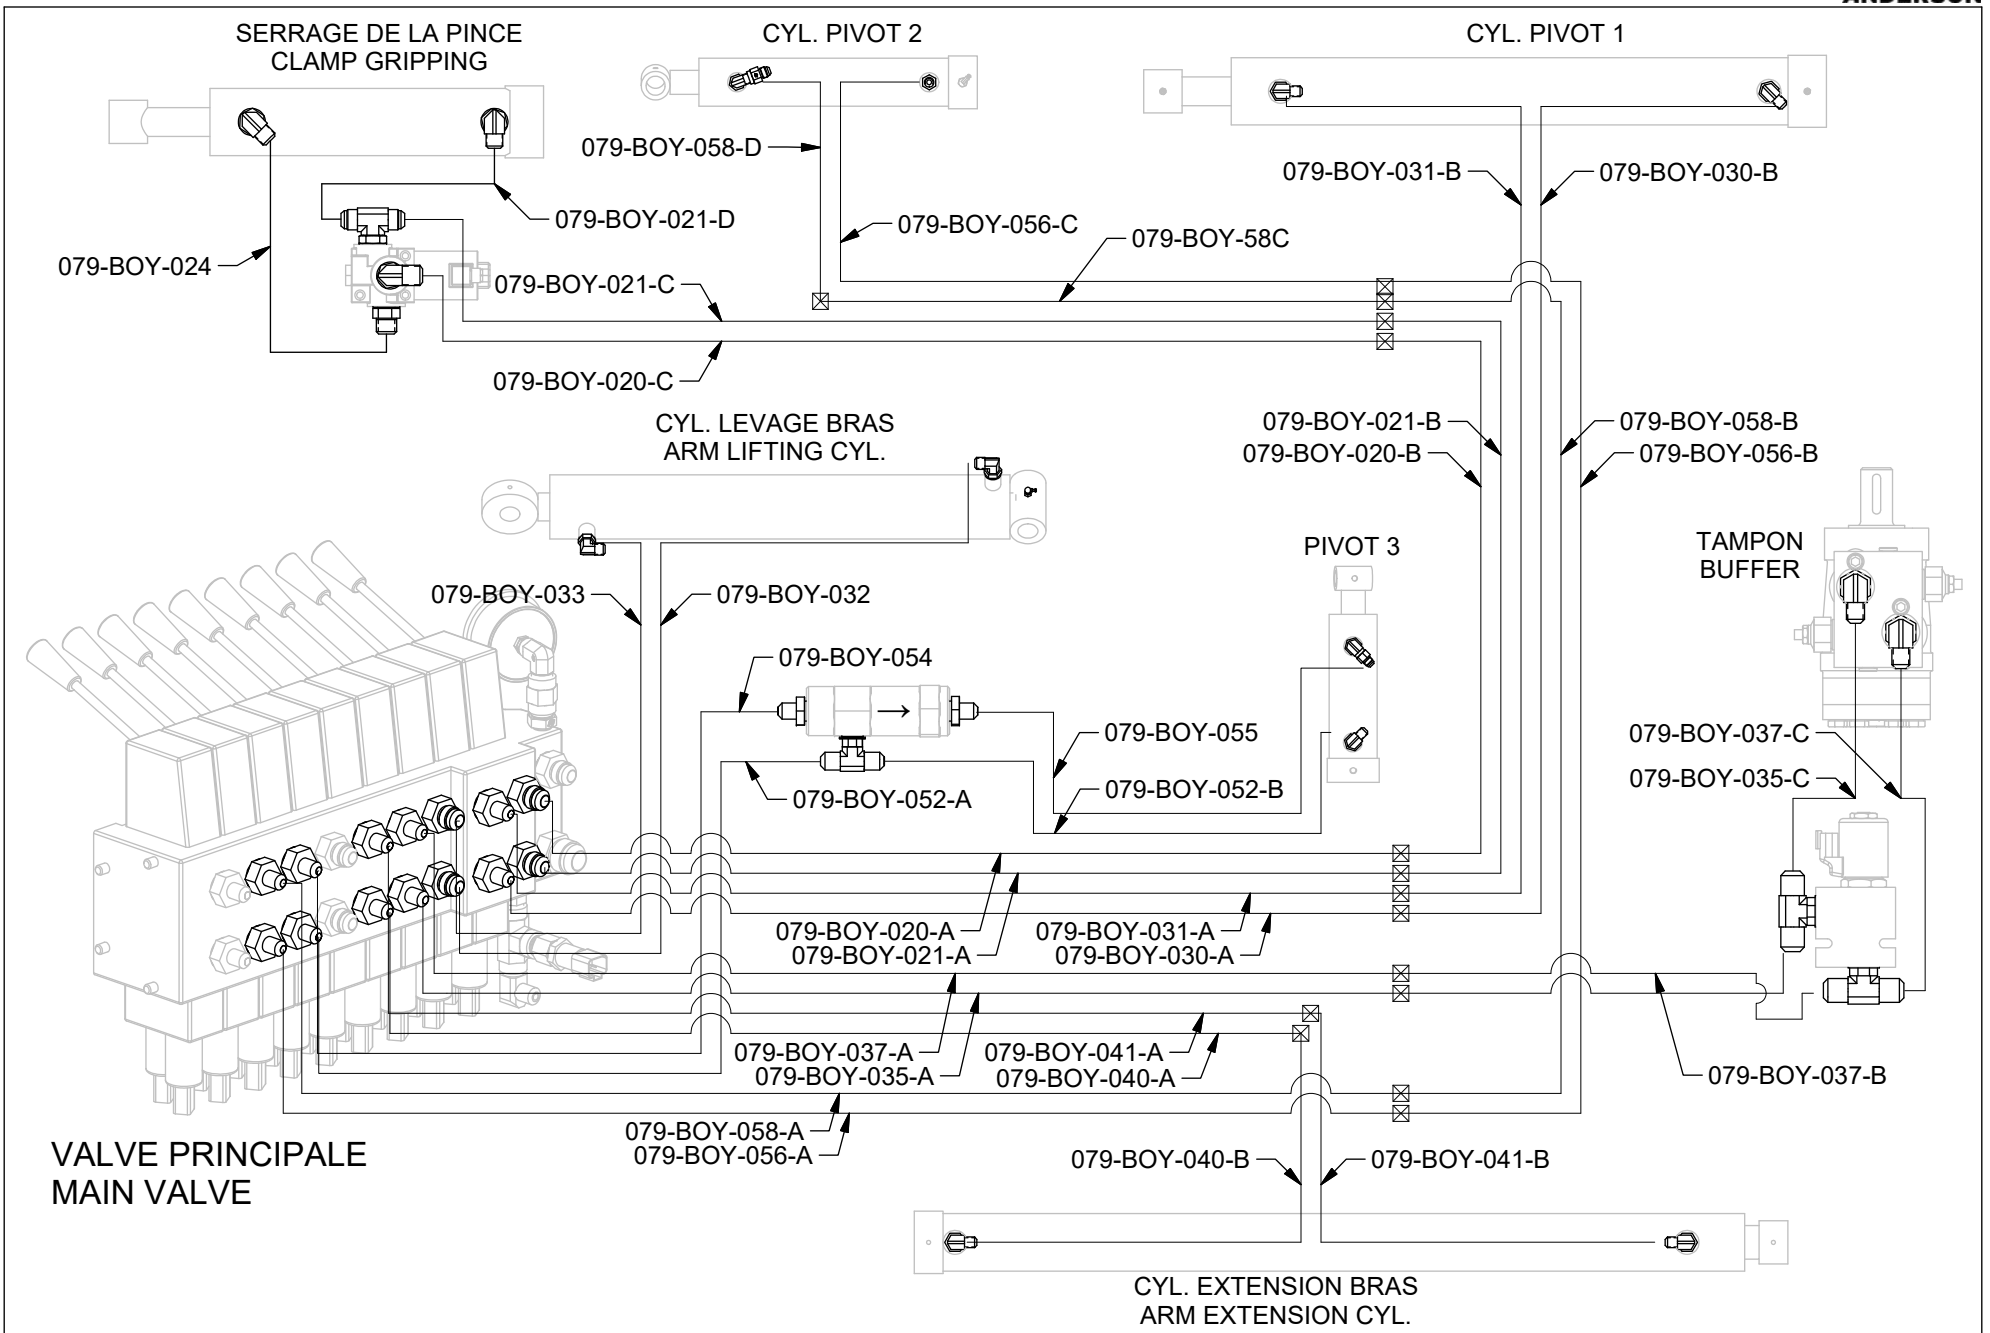 SERRAGE DE LA PINCE
CLAMP GRIPPING
CYL. PIVOT 2
CYL. PIVOT 1
079-BOY-058-D
079-BOY-031-B
079-BOY-030-B
079-BOY-021-D
079-BOY-056-C
079-BOY-58C
079-BOY-024
079-BOY-021-C
079-BOY-020-C
CYL. LEVAGE BRAS
ARM LIFTING CYL.
079-BOY-021-B
079-BOY-058-B
079-BOY-020-B
079-BOY-056-B
PIVOT 3
TAMPON
BUFFER
079-BOY-033
079-BOY-032
079-BOY-054
079-BOY-055
079-BOY-037-C
079-BOY-035-C
079-BOY-052-A
079-BOY-052-B
079-BOY-020-A
079-BOY-031-A
079-BOY-021-A
079-BOY-030-A
079-BOY-037-A
079-BOY-041-A
079-BOY-035-A
079-BOY-040-A
079-BOY-037-B
079-BOY-058-A
079-BOY-056-A
079-BOY-040-B
079-BOY-041-B
VALVE PRINCIPALE
MAIN VALVE
CYL. EXTENSION BRAS
ARM EXTENSION CYL.